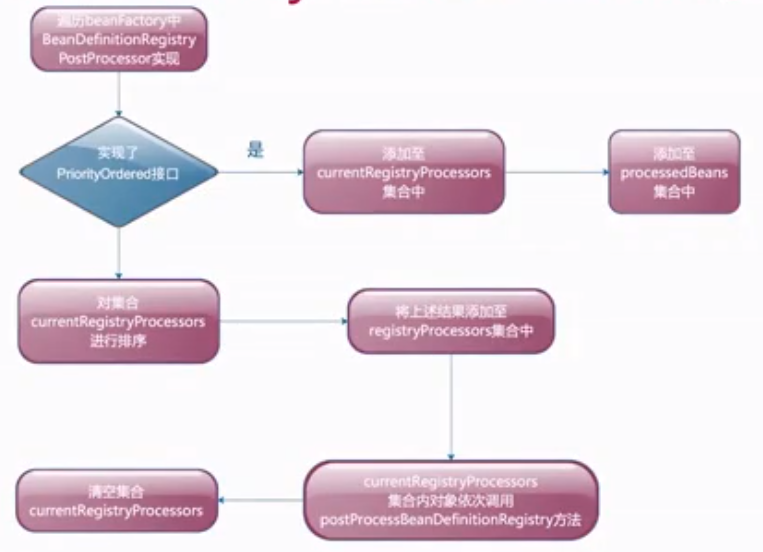 遍历beanFactory中
BeanDefinitionRegistry
PostProcessor实现
实现了
PriorityOrdered接口
是
添加至
currentRegistryProcessors
集合中
添加至
processedBeans
集合中
对集合
currentRegistryProcessors
进行排序
将上述结果添加至
registryProcessors集合中
currentRegistryProcessors
集合内对象依次调用
postProcessBeanDefinitionRegistry方法
清空集合
currentRegistryProcessors